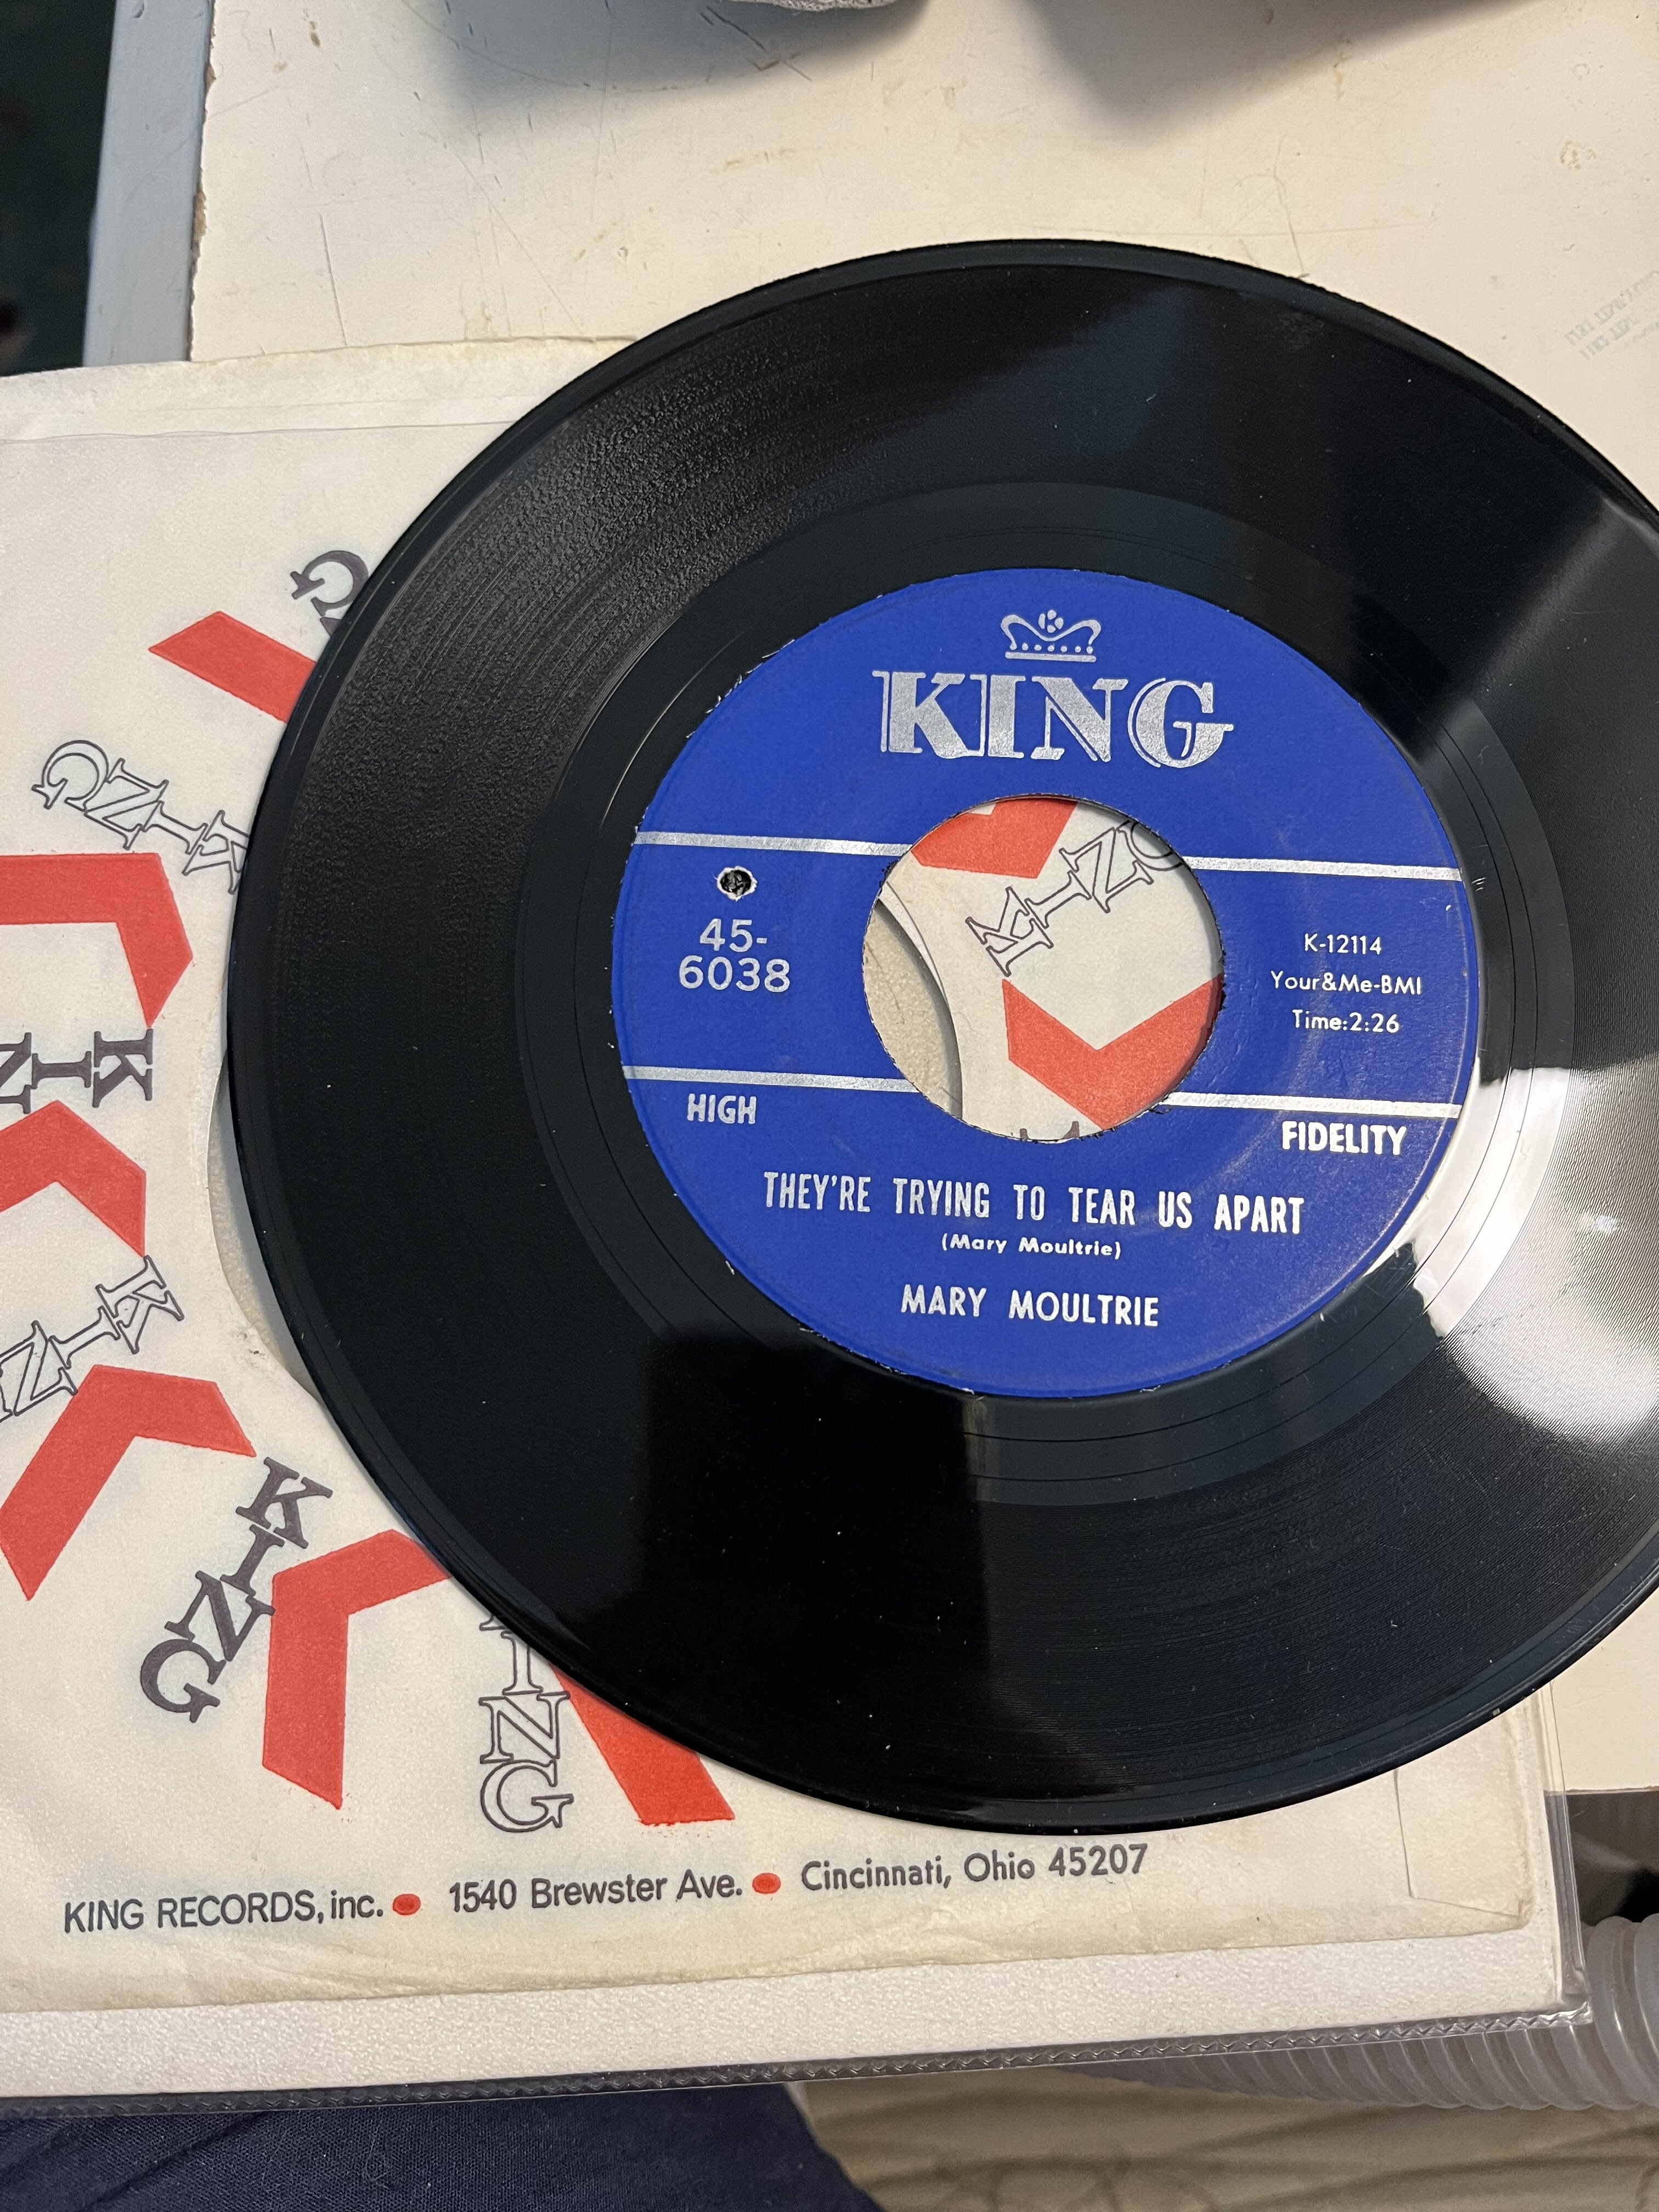 KING
45-
6038
K-12114
Your&Me-BMI
Time:2:26
HIGH
FIDELITY
THEY'RE TRYING TO TEAR US APART
(Mary Moultrie)
MARY MOULTRIE
KING
KING
KING
KING
KING
KING RECORDS, inc. • 1540 Brewster Ave. • Cincinnati, Ohio 45207